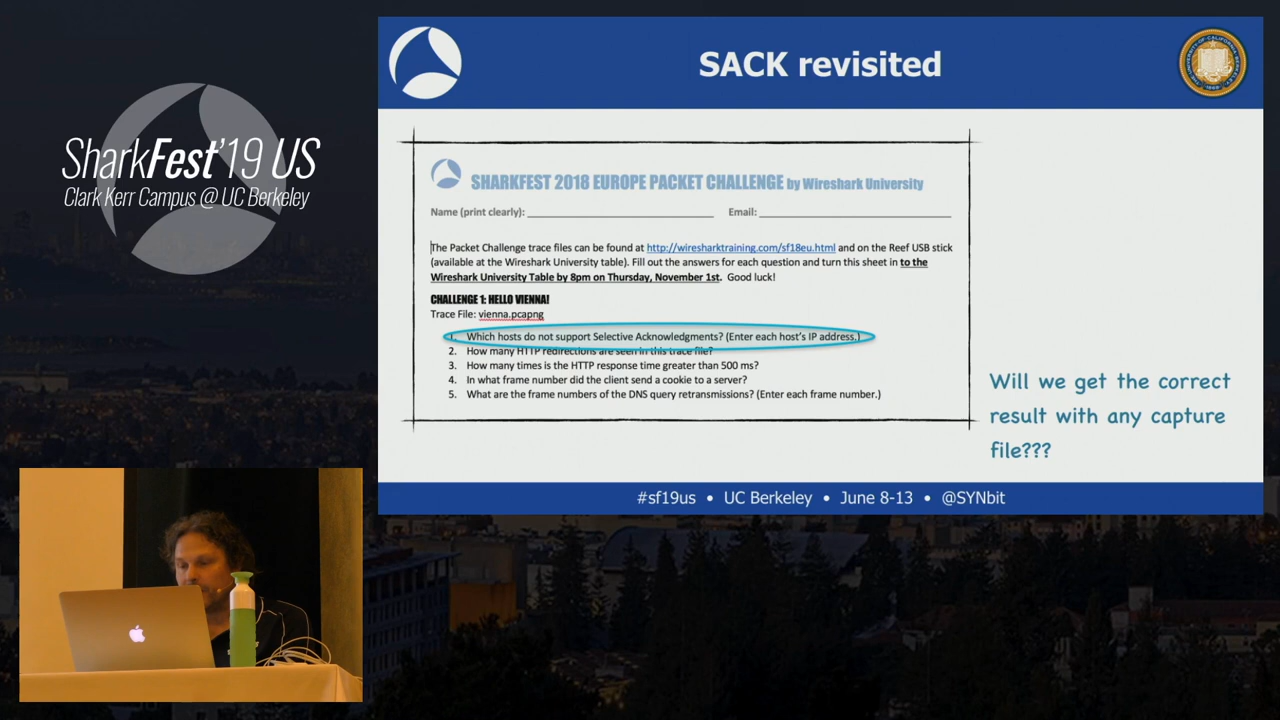 SharkFest'19 US
Clark Kerr Campus @ UC Berkeley
SACK revisited
SHARKFEST 2018 EUROPE PACKET CHALLENGE by Wireshark University
Name (print clearly): ________________ Email: ________________
The Packet Challenge trace files can be found at http://wiresharktraining.com/sf18eu.html and on the Reef USB stick
(available at the Wireshark University table). Fill out the answers for each question and turn this sheet in to the
Wireshark University Table by 8pm on Thursday, November 1st. Good luck!
CHALLENGE 1: HELLO VIENNA!
Trace File: vienna.pcapng
1. Which hosts do not support Selective Acknowledgments? (Enter each host's IP address.)
2. How many HTTP redirections are seen in this trace file?
3. How many times is the HTTP response time greater than 500 ms?
4. In what frame number did the client send a cookie to a server?
5. What are the frame numbers of the DNS query retransmissions? (Enter each frame number.)
Will we get the correct
result with any capture
file???
#sf19us • UC Berkeley • June 8-13 • @SYNbit